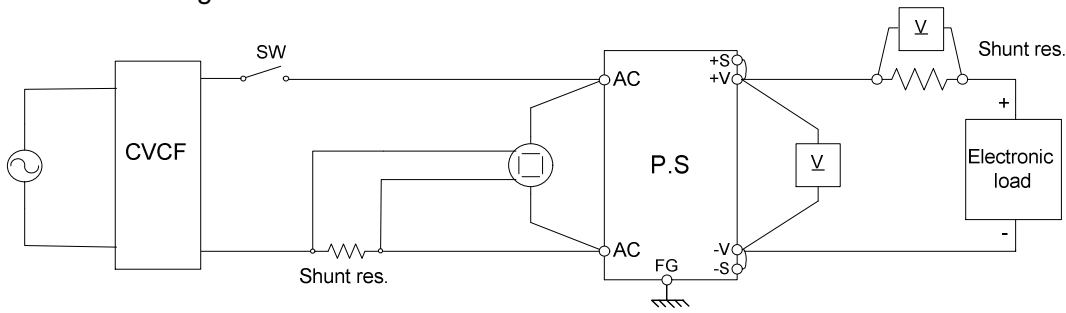 SW
V
Shunt res.
+S
+V
AC
+
CVCF
P.S
V
Electronic
load
AC
-V
-
FG
-S
Shunt res.